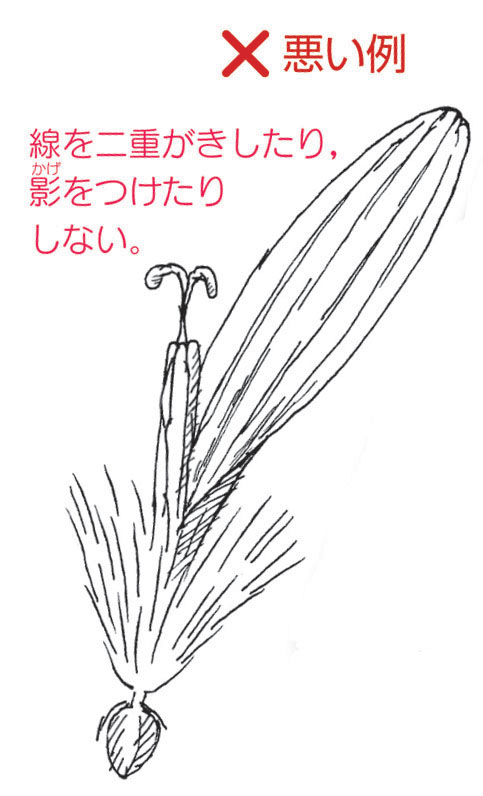 × 悪い例
線を二重がきしたり,
かげ
影をつけたり
しない。